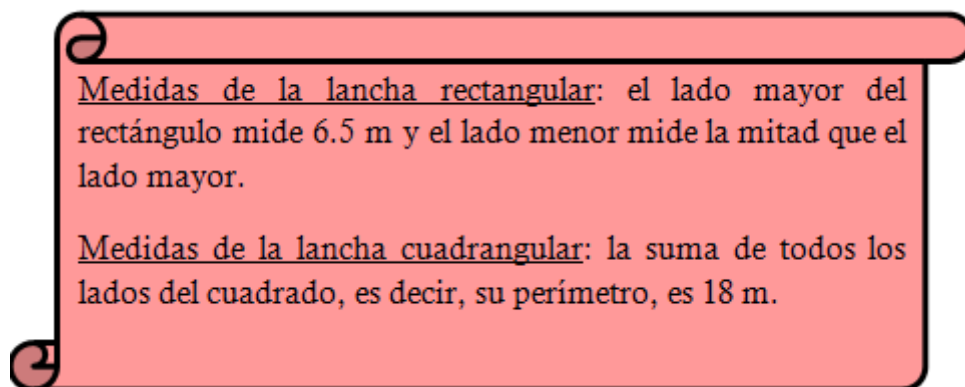 Medidas de la lancha rectangular: el lado mayor del
rectángulo mide 6.5 m y el lado menor mide la mitad que el
lado mayor.
Medidas de la lancha cuadrangular: la suma de todos los
lados del cuadrado, es decir, su perímetro, es 18 m.